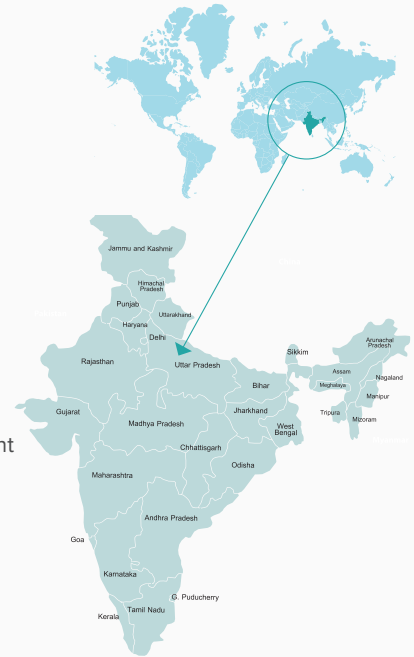 Jammu and Kashmir
Himachal
Pradesh
Punjab
Uttarakhand
Haryana
Delhi
Rajasthan
Uttar Pradesh
Sikkim
Arunachal
Pradesh
Assam
Nagaland
Meghalaya
Manipur
Bihar
Tripura
Mizoram
Gujarat
Jharkhand
Madhya Pradesh
West
Bengal
nt
Chhattisgarh
Odisha
Maharashtra
Andhra Pradesh
Goa
Karnataka
G. Puducherry
Tamil Nadu
Kerala